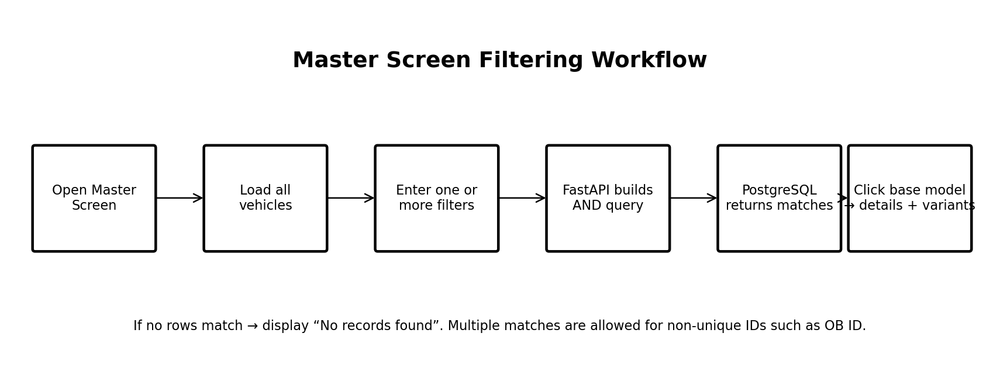 Master Screen Filtering Workflow
Open Master
Screen
Load all
vehicles
Enter one or
more filters
FastAPI builds
AND query
PostgreSQL
returns matches
Click base model
→ details + variants
If no rows match → display “No records found”. Multiple matches are allowed for non-unique IDs such as OB ID.